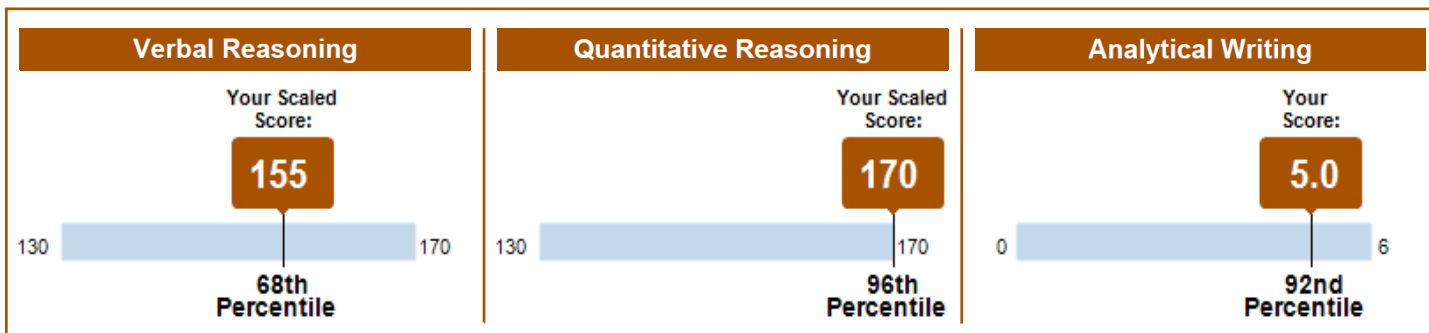 Verbal Reasoning
Your Scaled
Score:
155
130
170
68th
Percentile
Quantitative Reasoning
Your Scaled
Score:
170
130
170
96th
Percentile
Analytical Writing
Your
Score:
5.0
0
6
92nd
Percentile